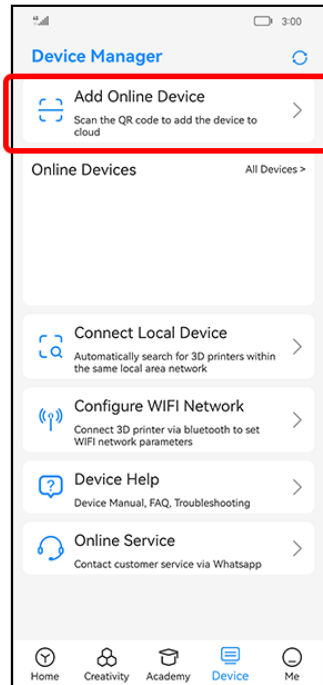 3:00
Device Manager
Add Online Device
Scan the QR code to add the device to
cloud
Online Devices
All Devices >
Connect Local Device
Automatically search for 3D printers within
the same local area network
Configure WIFI Network
Connect 3D printer via bluetooth to set
WIFI network parameters
Device Help
Device Manual, FAQ, Troubleshooting
Online Service
Contact customer service via Whatsapp
Home Creativity Academy Device Me